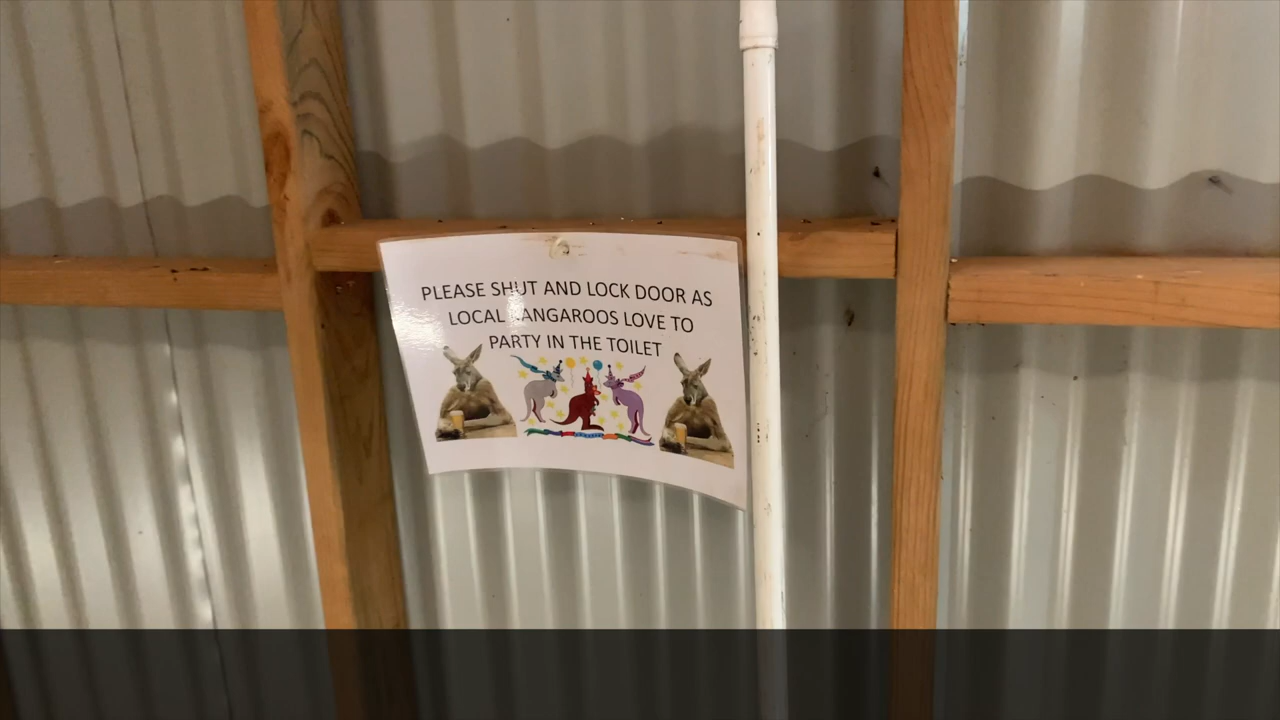 PLEASE SHUT AND LOCK DOOR AS
LOCAL KANGAROOS LOVE TO
PARTY IN THE TOILET